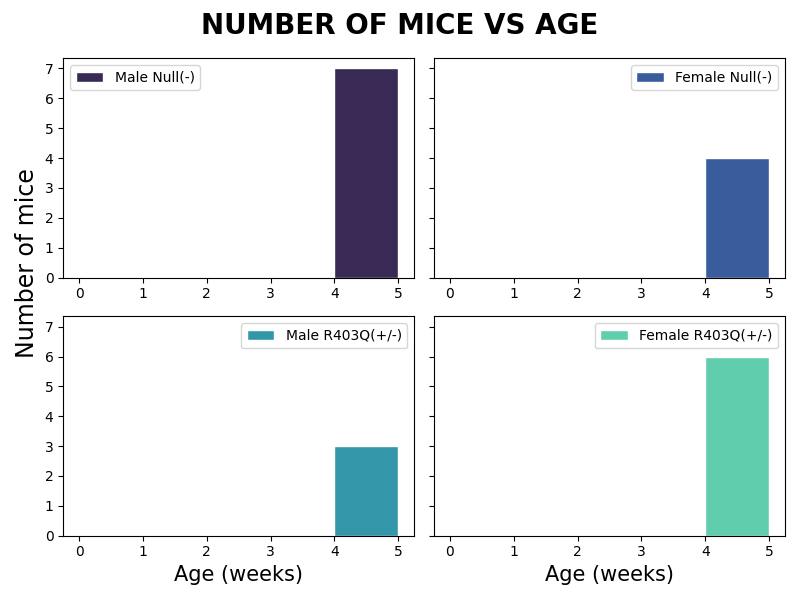 NUMBER OF MICE VS AGE
Number of mice
7
6
5
4
3
2
1
0
Male Null(-)
0 1 2 3 4 5
Female Null(-)
0 1 2 3 4 5
7
6
5
4
3
2
1
0
Male R403Q(+/-)
0 1 2 3 4 5
Age (weeks)
Female R403Q(+/-)
0 1 2 3 4 5
Age (weeks)